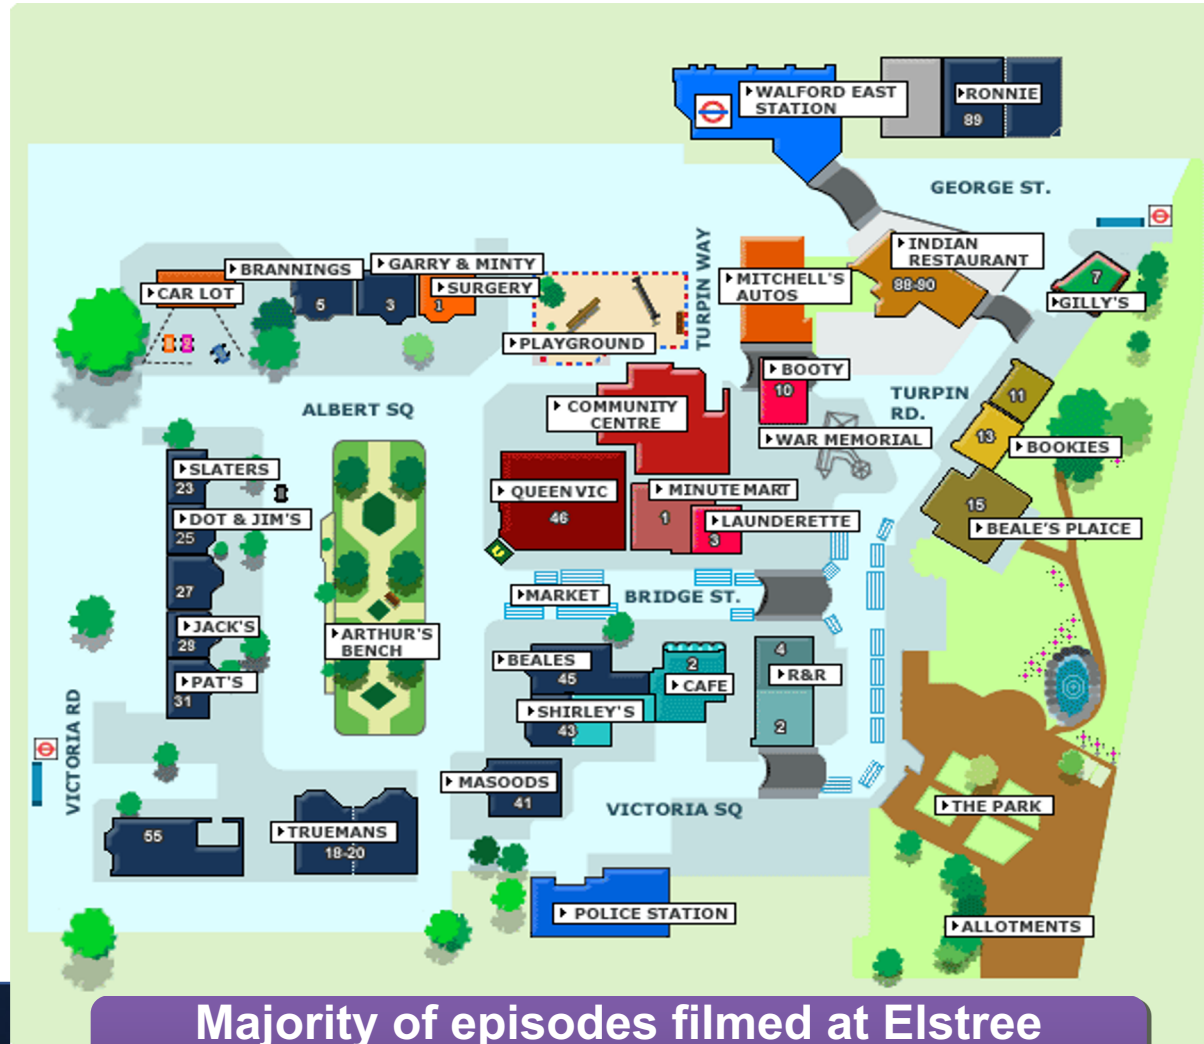 WALFORD EAST
STATION
RONNIE
89
GEORGE ST.
TURPIN WAY
INDIAN
RESTAURANT
88-90
7
GILLY'S
MITCHELL'S
AUTOS
GARRY & MINTY
BRANNINGS
SURGERY
CAR LOT
5
3
1
PLAYGROUND
BOOTY
10
TURPIN
RD.
11
13
BOOKIES
ALBERT SQ
COMMUNITY
CENTRE
WAR MEMORIAL
SLATERS
23
QUEEN VIC
46
MINUTE MART
1
LAUNDERETTE
3
15
BEALE'S PLAICE
DOT & JIM'S
25
27
MARKET
BRIDGE ST.
JACK'S
29
ARTHUR'S
BENCH
BEALES
45
2
CAFE
4
R&R
2
PAT'S
31
SHIRLEY'S
43
VICTORIA RD
MASOODS
41
VICTORIA SQ
THE PARK
55
TRUEMANS
18-20
POLICE STATION
ALLOTMENTS
Majority of episodes filmed at Elstree